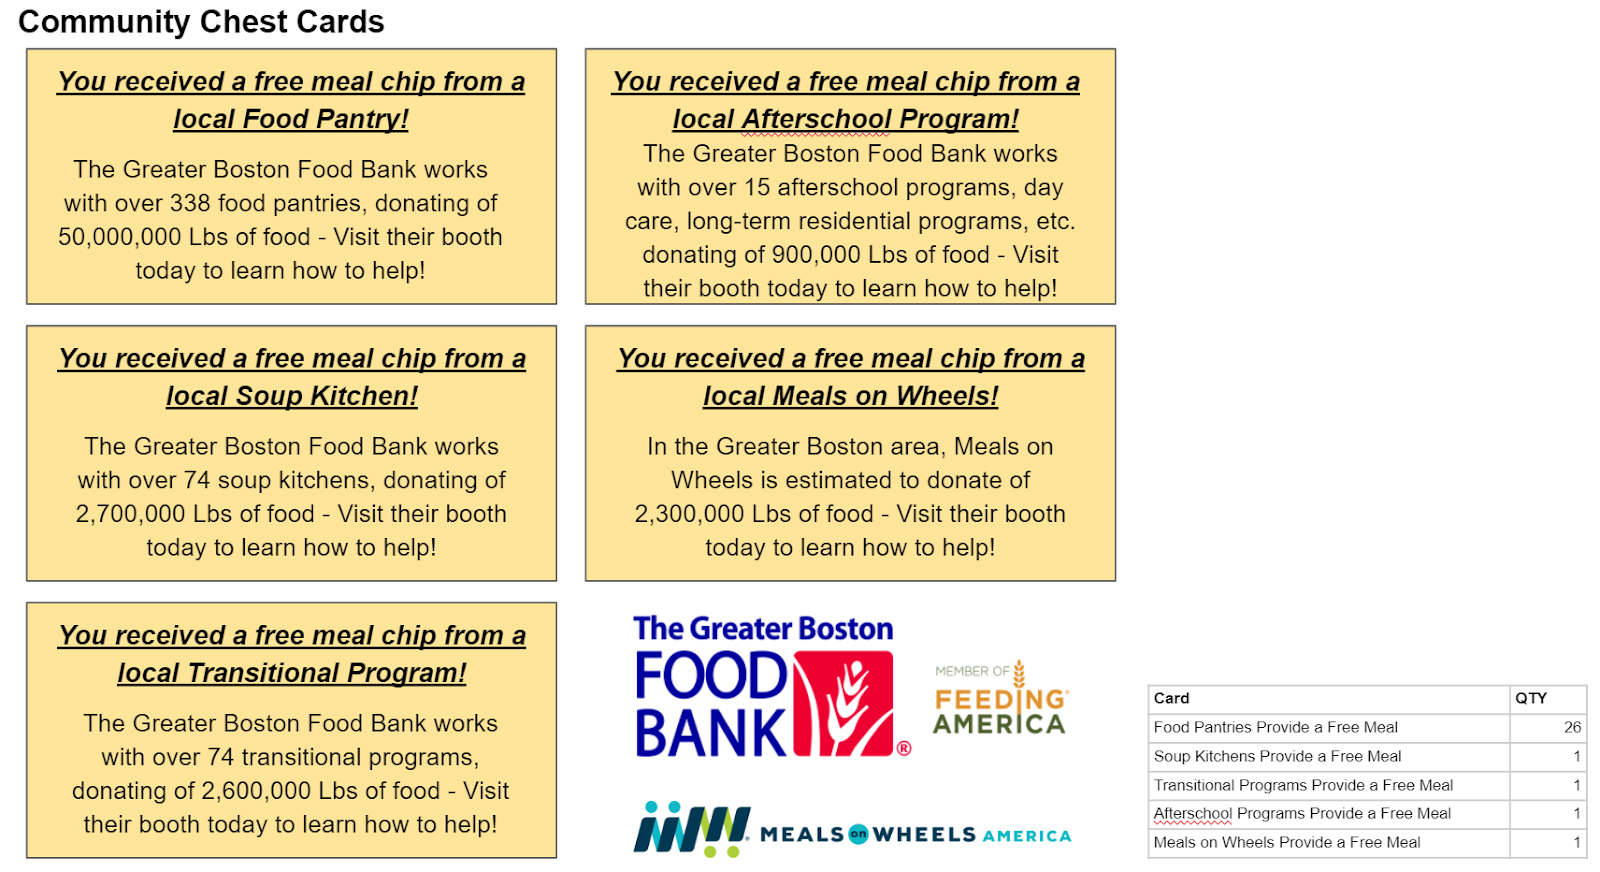 Community Chest Cards
You received a free meal chip from a
local Food Pantry!
The Greater Boston Food Bank works
with over 338 food pantries, donating of
50,000,000 Lbs of food - Visit their booth
today to learn how to help!
You received a free meal chip from a
local Afterschool Program!
The Greater Boston Food Bank works
with over 15 afterschool programs, day
care, long-term residential programs, etc.
donating of 900,000 Lbs of food - Visit
their booth today to learn how to help!
You received a free meal chip from a
local Soup Kitchen!
The Greater Boston Food Bank works
with over 74 soup kitchens, donating of
2,700,000 Lbs of food - Visit their booth
today to learn how to help!
You received a free meal chip from a
local Meals on Wheels!
In the Greater Boston area, Meals on
Wheels is estimated to donate of
2,300,000 Lbs of food - Visit their booth
today to learn how to help!
You received a free meal chip from a
local Transitional Program!
The Greater Boston Food Bank works
with over 74 transitional programs,
donating of 2,600,000 Lbs of food - Visit
their booth today to learn how to help!
The Greater Boston
FOOD
BANK ®
MEMBER OF
FEEDING®
AMERICA
MEALS on WHEELS AMERICA
Card QTY
Food Pantries Provide a Free Meal 26
Soup Kitchens Provide a Free Meal 1
Transitional Programs Provide a Free Meal 1
Afterschool Programs Provide a Free Meal 1
Meals on Wheels Provide a Free Meal 1